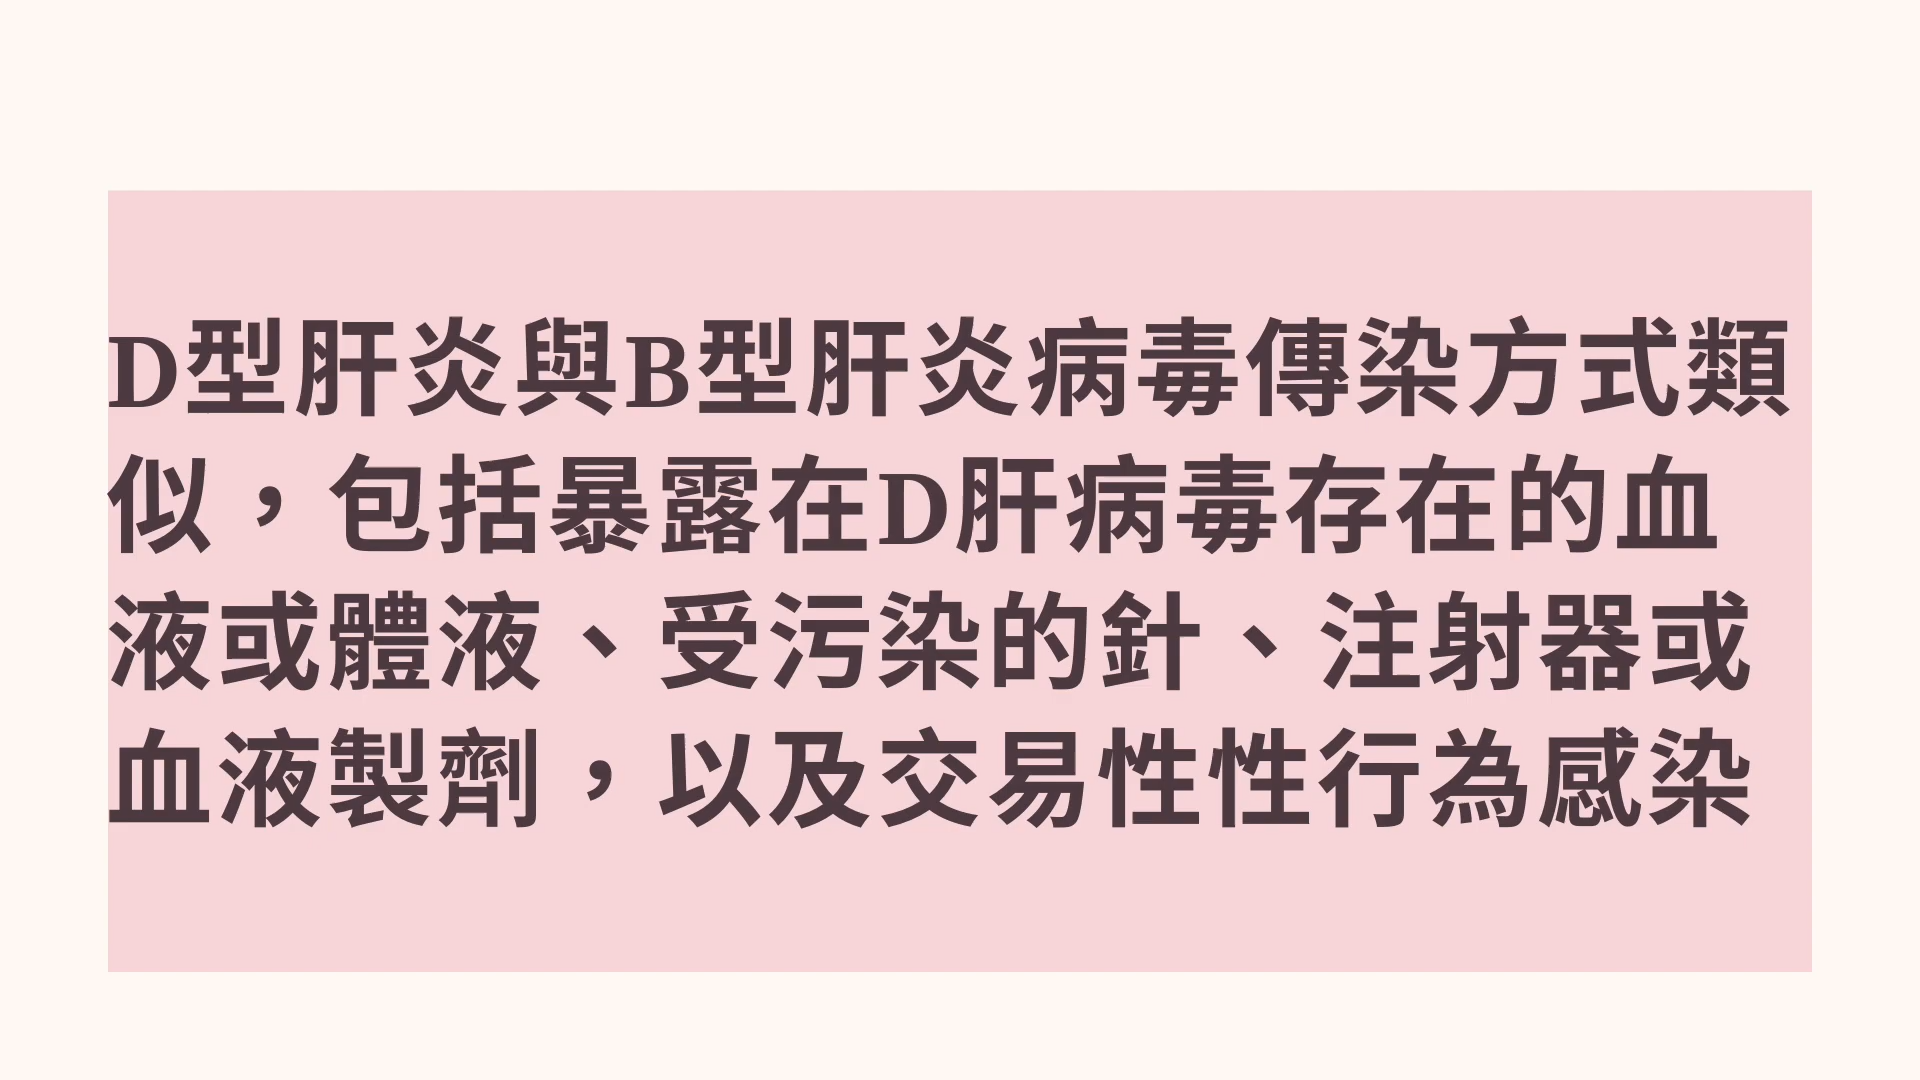 D型肝炎與B型肝炎病毒傳染方式類
似，包括暴露在D肝病毒存在的血
液或體液、受污染的針、注射器或
血液製劑，以及交易性性行為感染